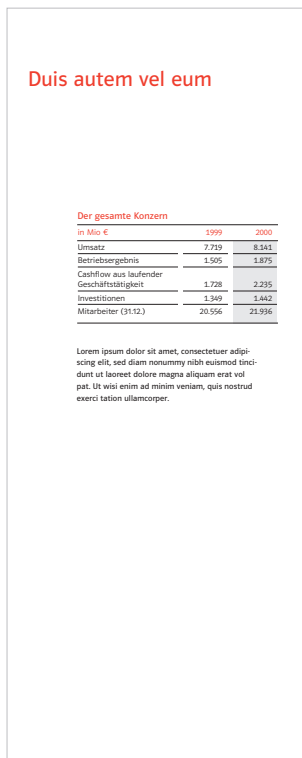 Duis autem vel eum
Der gesamte Konzern
in Mio € 1999 2000
Umsatz 7.719 8.141
Betriebsergebnis 1.505 1.875
Cashflow aus laufender
Geschäftstätigkeit 1.728 2.235
Investitionen 1.349 1.442
Mitarbeiter (31.12.) 20.556 21.936
Lorem ipsum dolor sit amet, consectetuer adipi-
scing elit, sed diam nonummy nibh euismod tinci-
dunt ut laoreet dolore magna aliquam erat vol
pat. Ut wisi enim ad minim veniam, quis nostrud
exerci tation ullamcorper.